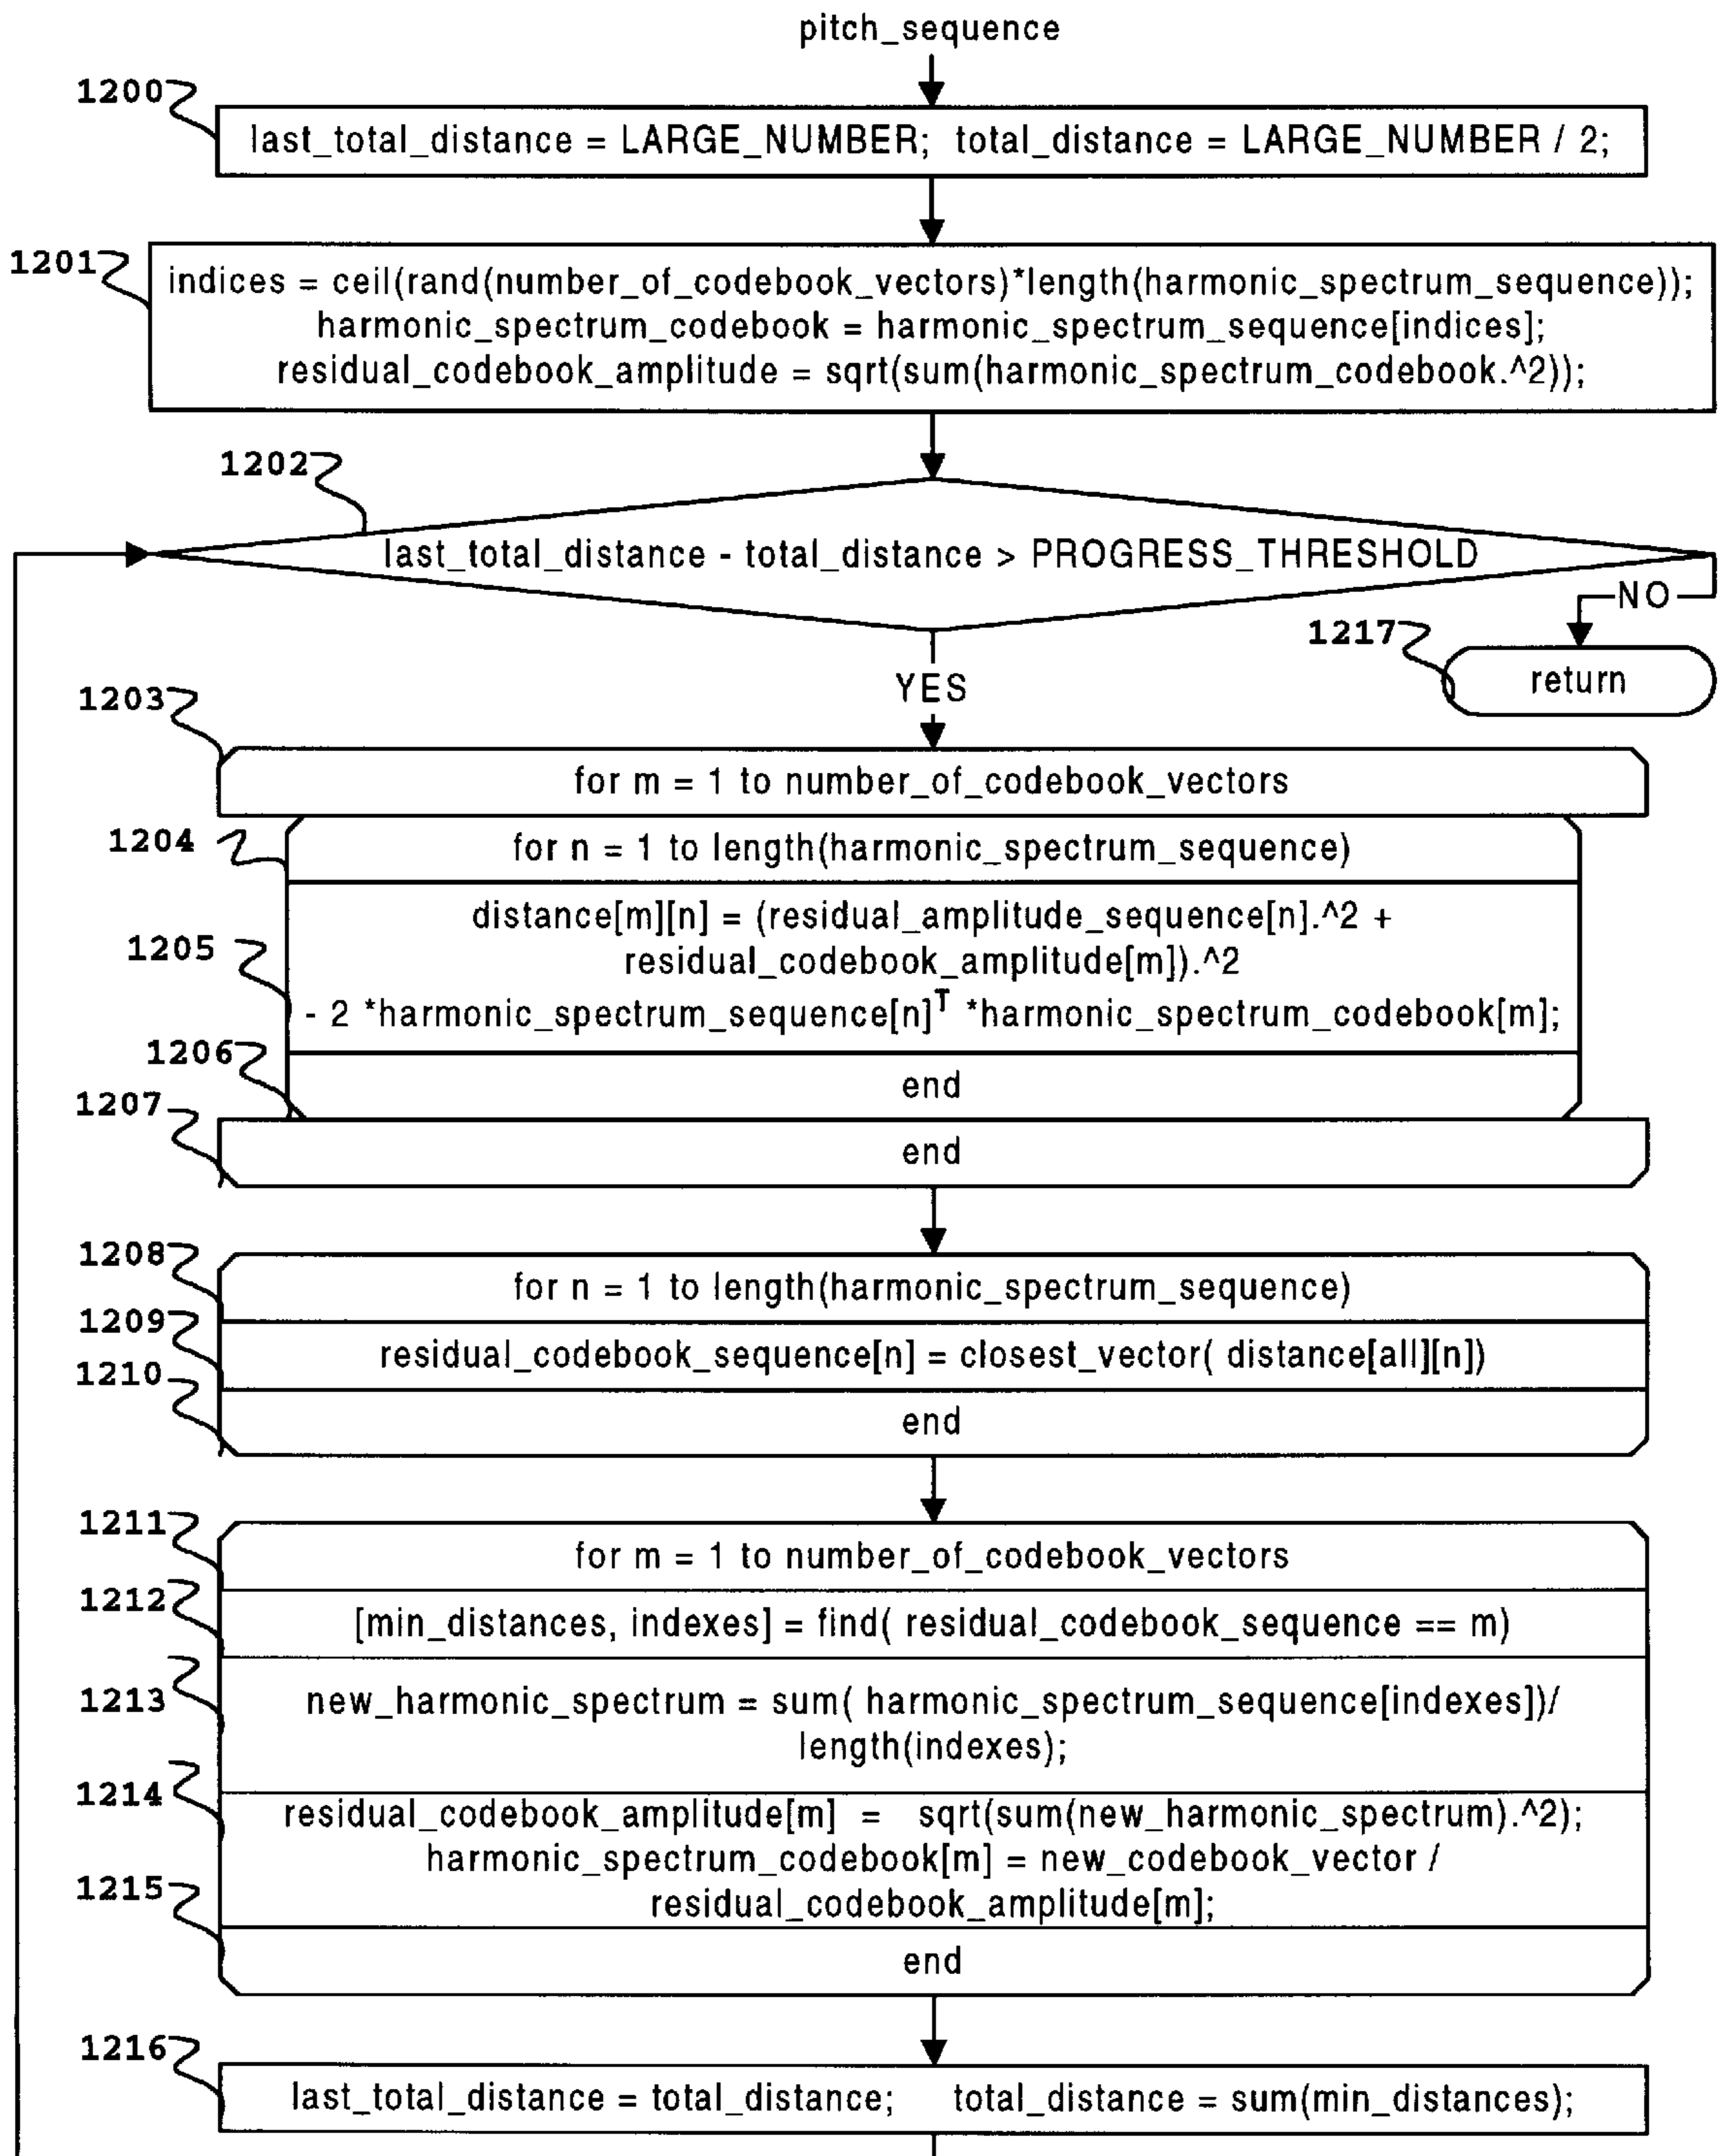 pitch_sequence
1200
last_total_distance = LARGE_NUMBER; total_distance = LARGE_NUMBER / 2;
1201
indices = ceil(rand(number_of_codebook_vectors)*length(harmonic_spectrum_sequence));
harmonic_spectrum_codebook = harmonic_spectrum_sequence[indices];
residual_codebook_amplitude = sqrt(sum(harmonic_spectrum_codebook.^2));
1202
last_total_distance - total_distance > PROGRESS_THRESHOLD
NO
1217
return
YES
1203
for m = 1 to number_of_codebook_vectors
1204
for n = 1 to length(harmonic_spectrum_sequence)
1205
distance[m][n] = (residual_amplitude_sequence[n].^2 +
residual_codebook_amplitude[m]).^2
- 2 *harmonic_spectrum_sequence[n]^T *harmonic_spectrum_codebook[m];
1206
end
1207
end
1208
for n = 1 to length(harmonic_spectrum_sequence)
1209
residual_codebook_sequence[n] = closest_vector( distance[all][n])
1210
end
1211
for m = 1 to number_of_codebook_vectors
1212
[min_distances, indexes] = find( residual_codebook_sequence == m)
1213
new_harmonic_spectrum = sum( harmonic_spectrum_sequence[indexes])/
length(indexes);
1214
residual_codebook_amplitude[m] = sqrt(sum(new_harmonic_spectrum).^2);
harmonic_spectrum_codebook[m] = new_codebook_vector /
residual_codebook_amplitude[m];
1215
end
1216
last_total_distance = total_distance; total_distance = sum(min_distances);